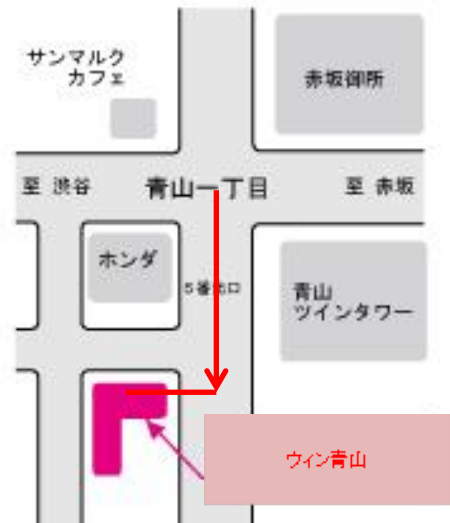 サンマルク
カフェ
赤坂御所
至 渋谷
青山一丁目
至 赤坂
ホンダ
5番出口
青山
ツインタワー
ウィン青山